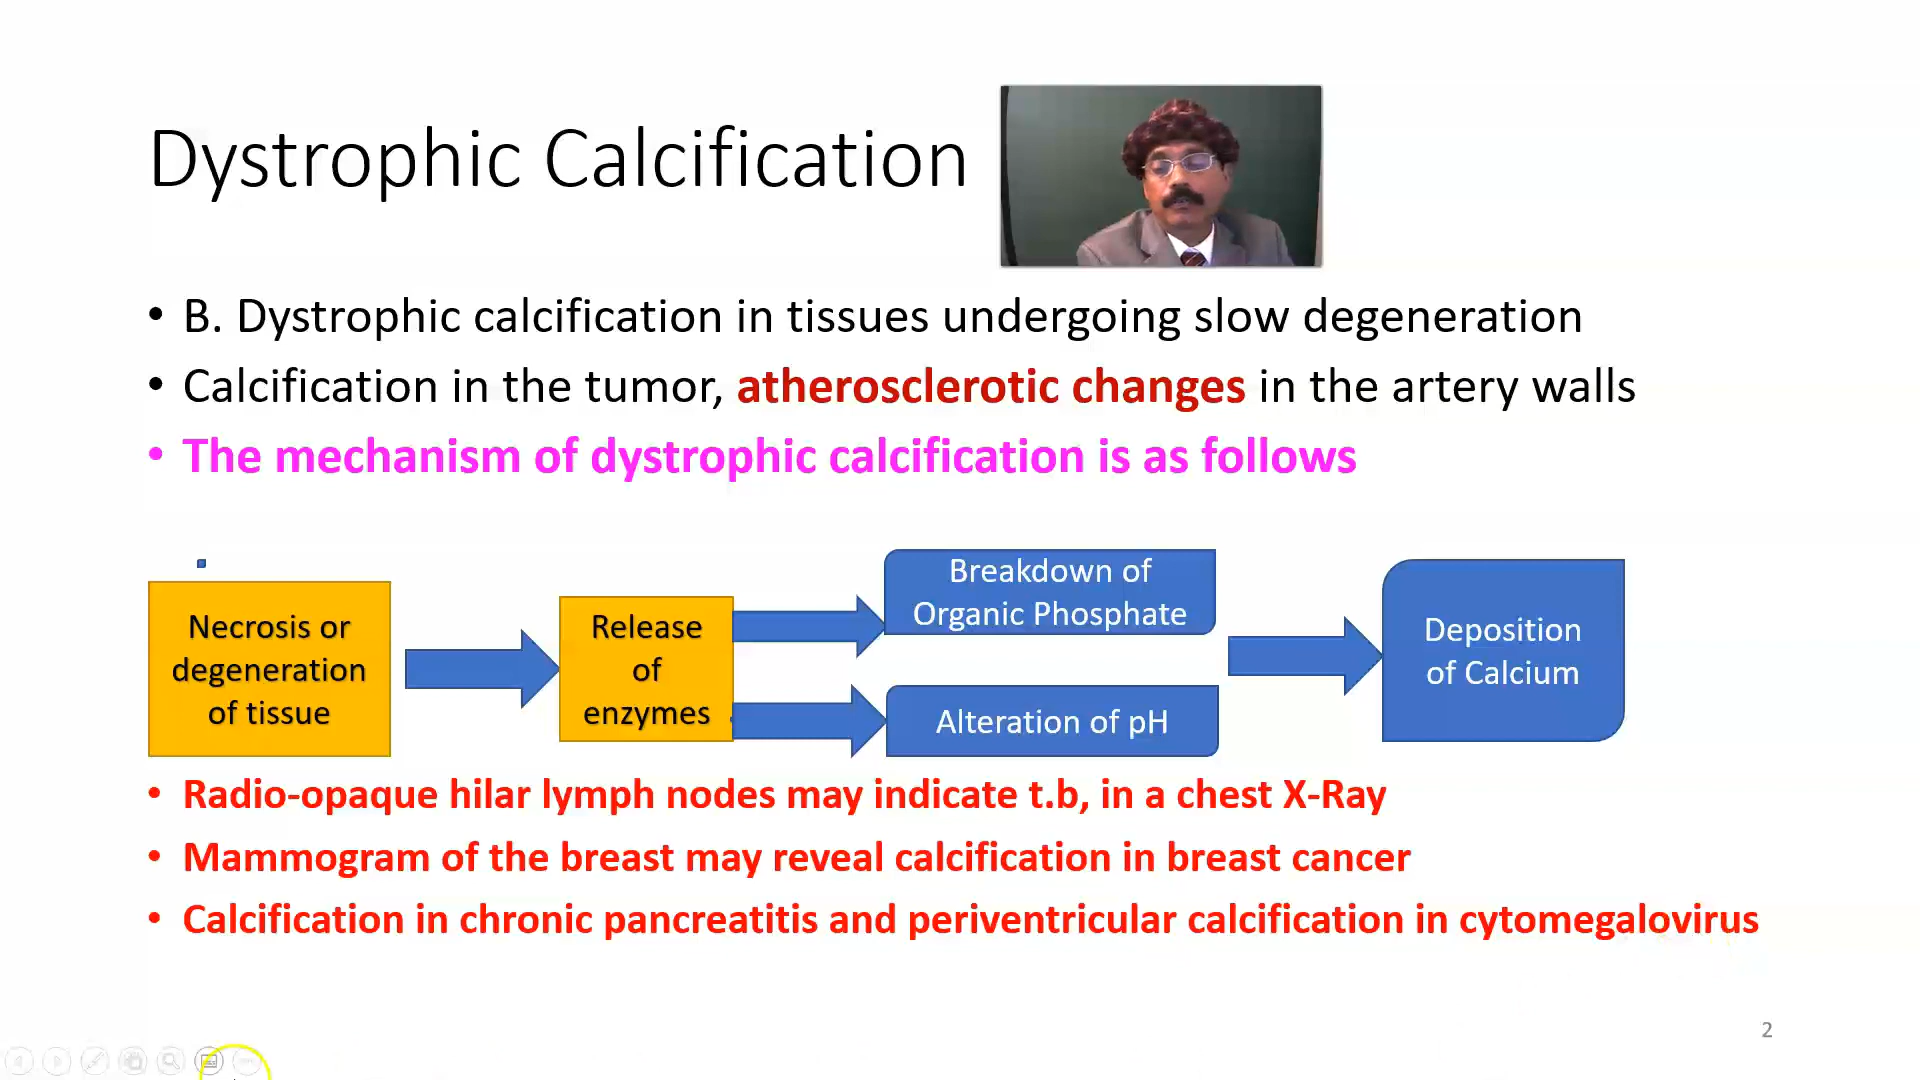 Dystrophic Calcification
• B. Dystrophic calcification in tissues undergoing slow degeneration
• Calcification in the tumor, atherosclerotic changes in the artery walls
• The mechanism of dystrophic calcification is as follows
Necrosis or
degeneration
of tissue
Release
of
enzymes
Breakdown of
Organic Phosphate
Alteration of pH
Deposition
of Calcium
• Radio-opaque hilar lymph nodes may indicate t.b, in a chest X-Ray
• Mammogram of the breast may reveal calcification in breast cancer
• Calcification in chronic pancreatitis and periventricular calcification in cytomegalovirus
2